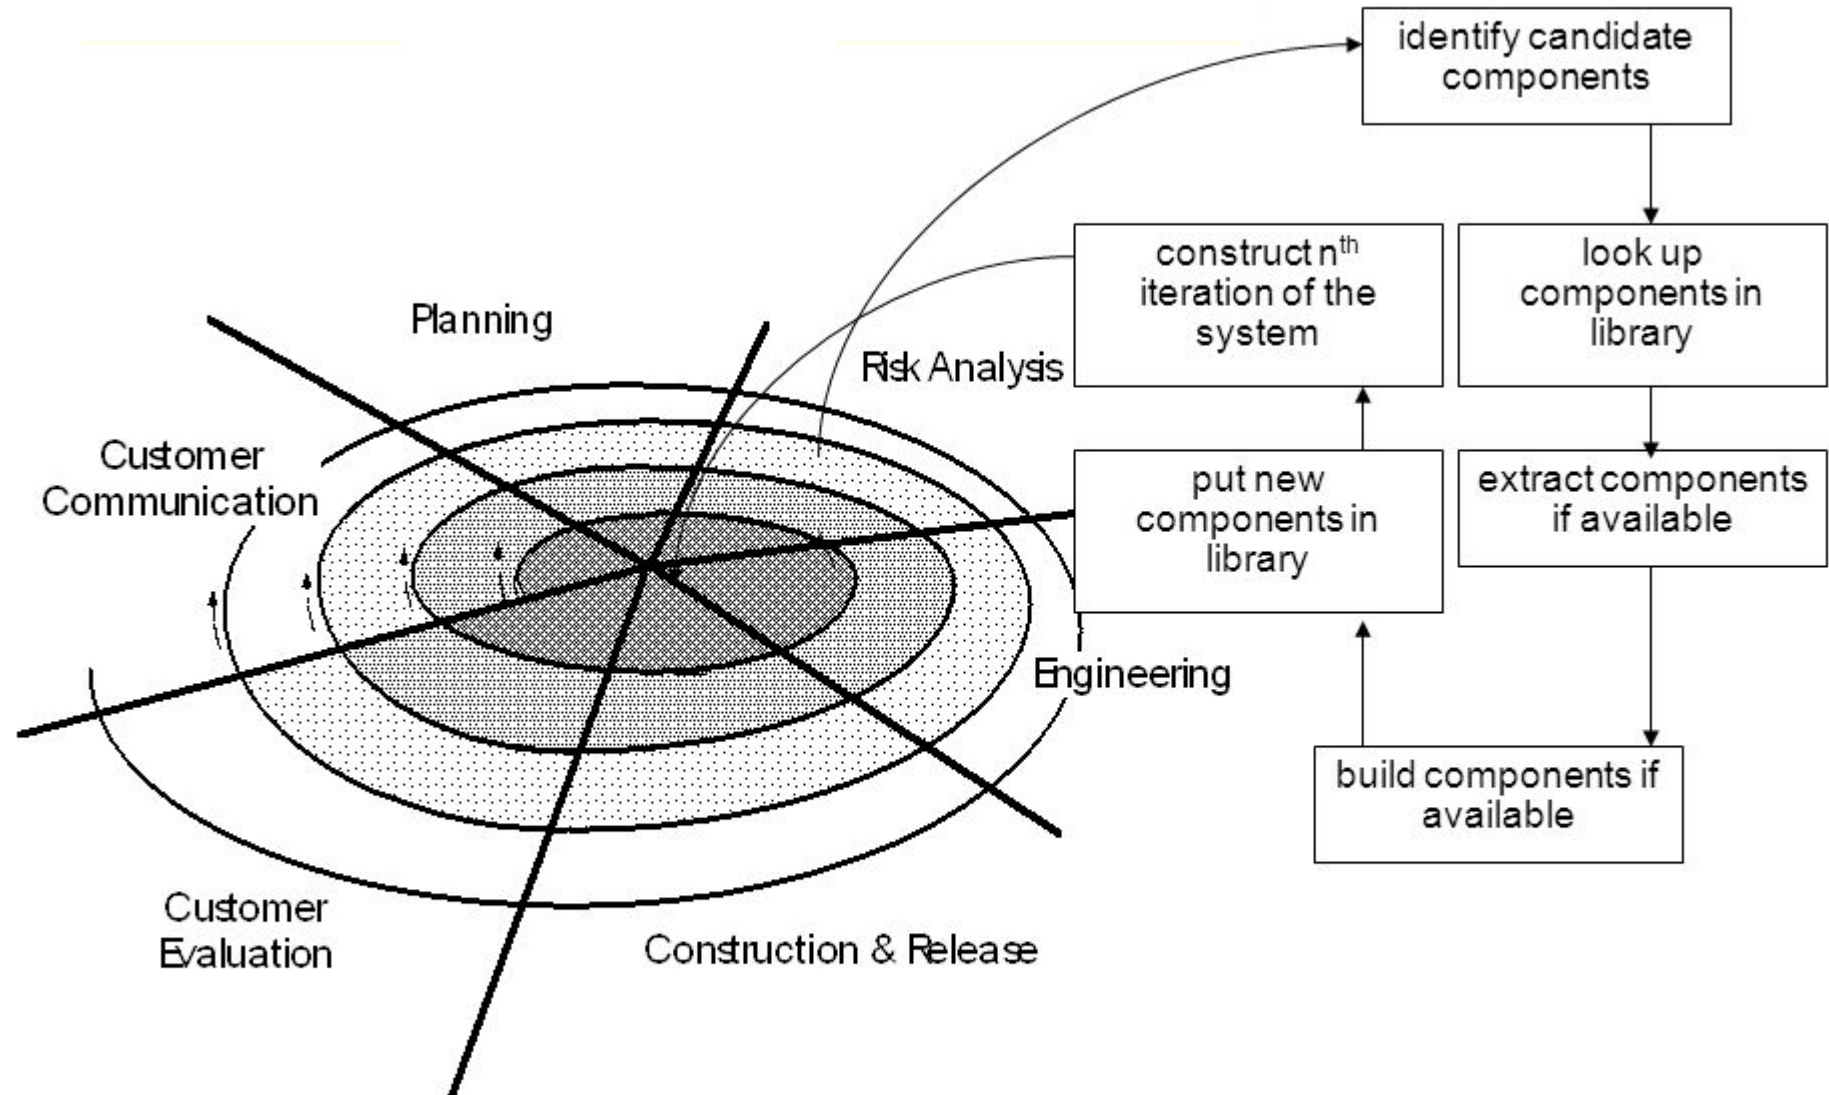 identify candidate
components
construct nth
iteration of the
system
look up
components in
library
Planning
Risk Analysis
Customer
Communication
put new
components in
library
extract components
if available
Engineering
build components if
available
Customer
Evaluation
Construction & Release